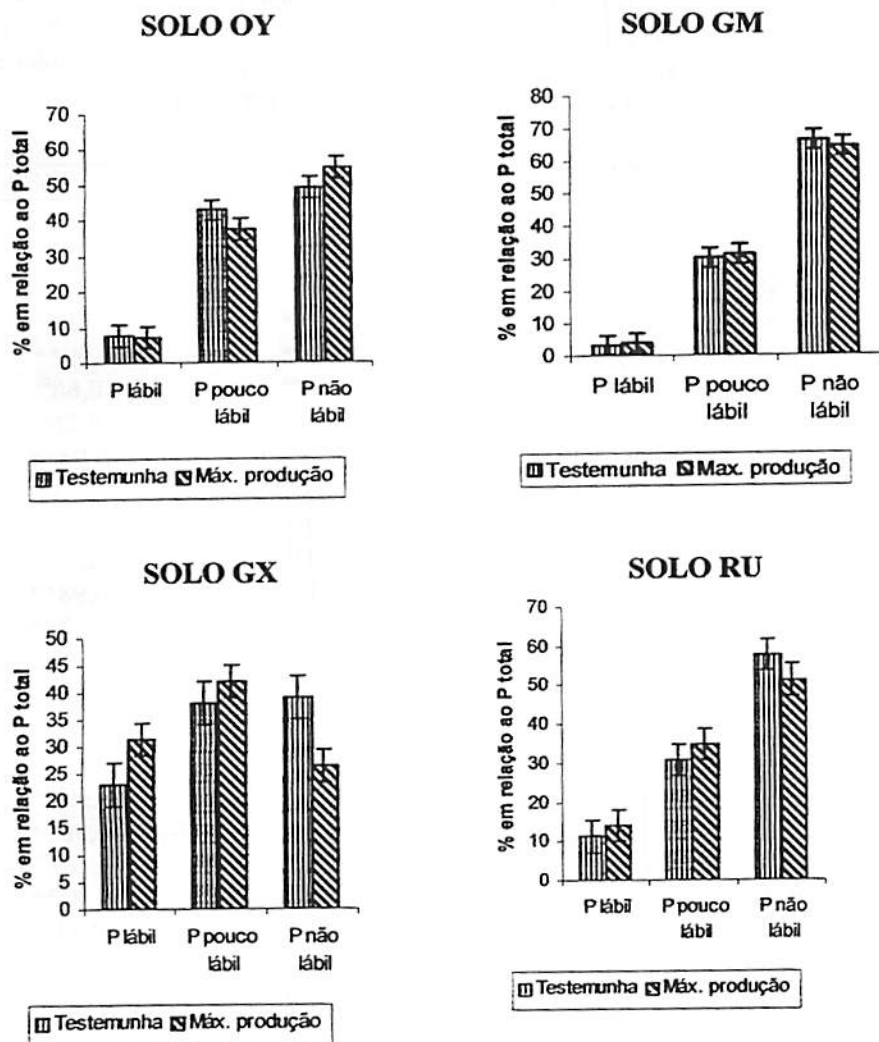 SOLO OY
% em relação ao P total
70
60
50
40
30
20
10
0
P lábil
P pouco
lábil
P não
lábil
Testemunha Máx. produção
SOLO GM
% em relação ao P total
80
70
60
50
40
30
20
10
0
P lábil
P pouco
lábil
P não
lábil
Testemunha Max. produção
SOLO GX
% em relação ao P total
50
45
40
35
30
25
20
15
10
5
0
P lábil
P pouco
lábil
P não
lábil
Testemunha Máx. produção
SOLO RU
% em relação ao P total
70
60
50
40
30
20
10
0
P lábil
P pouco
lábil
P não
lábil
Testemunha Máx. produção